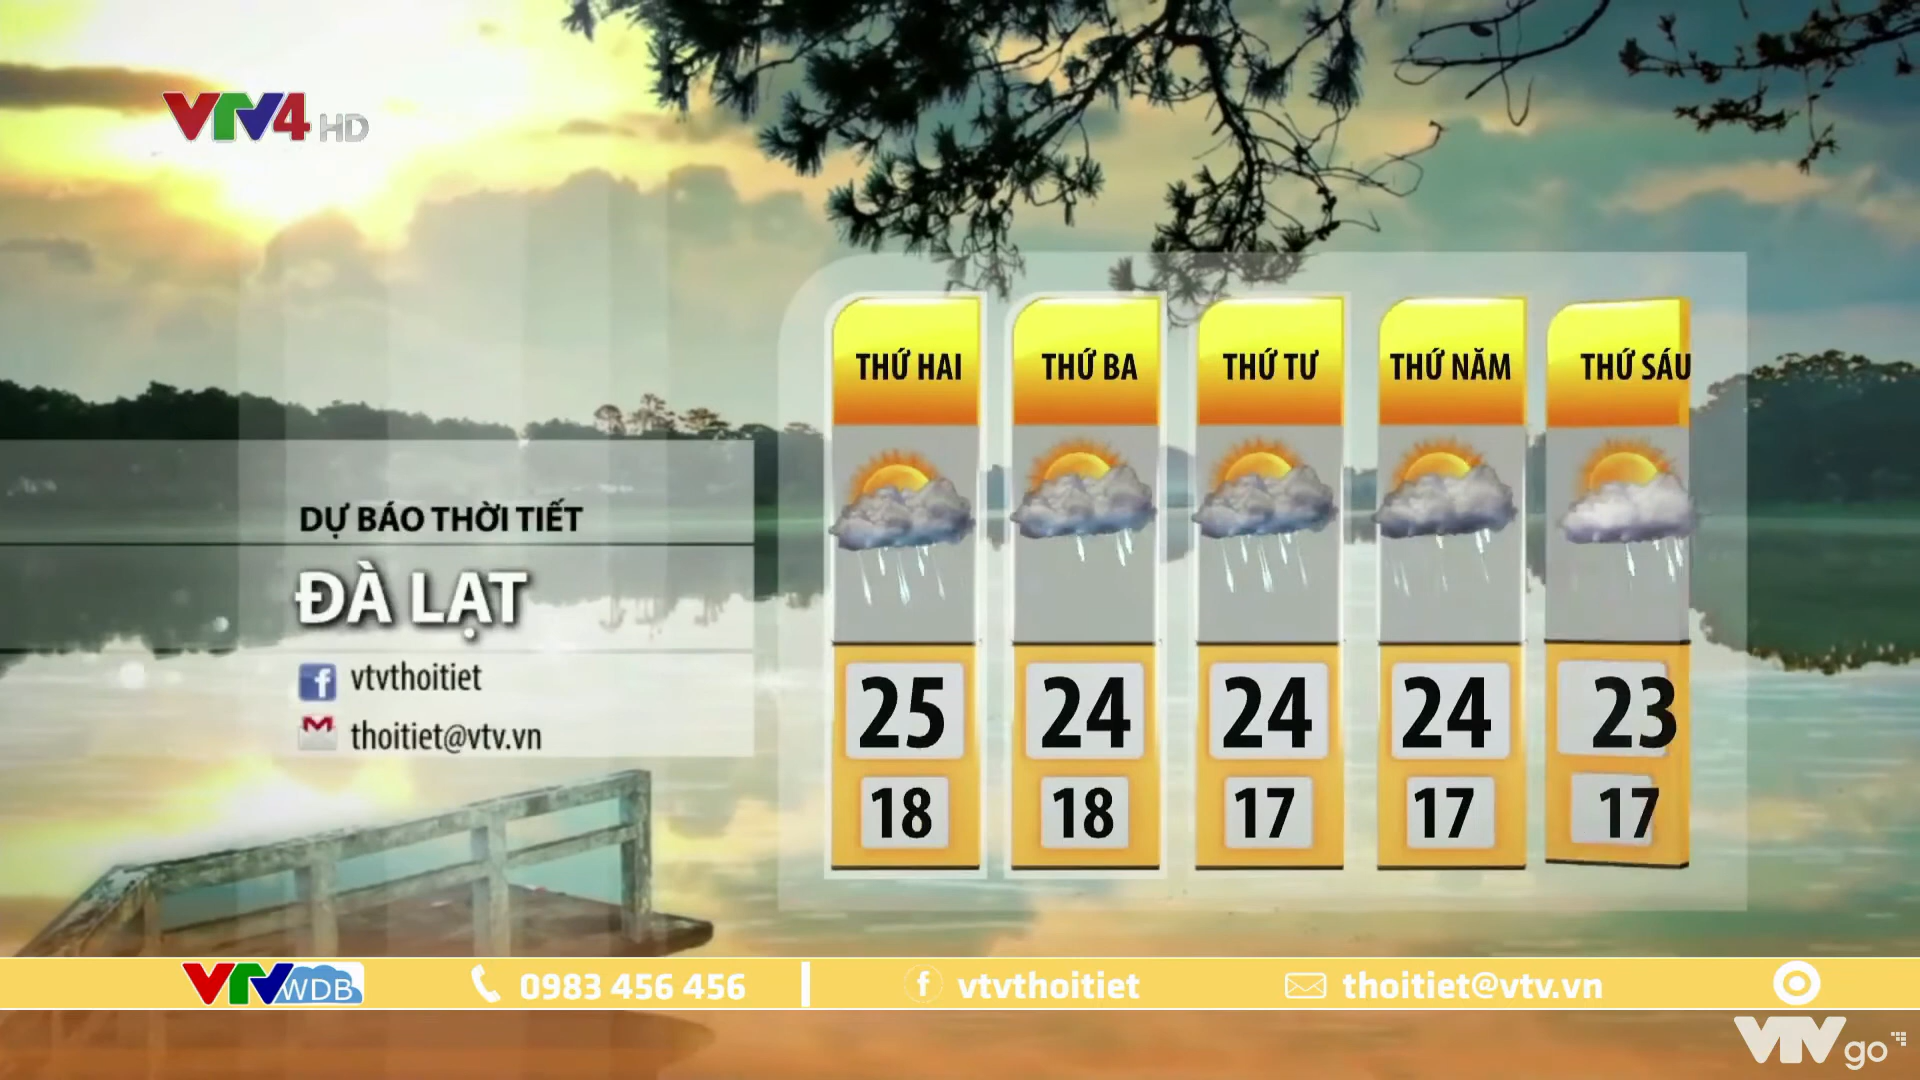 VTV4 HD
DỰ BÁO THỜI TIẾT
ĐÀ LẠT
vtvthoitiet
thoitiet@vtv.vn
THỨ HAI
25
18
THỨ BA
24
18
THỨ TƯ
24
17
THỨ NĂM
24
17
THỨ SÁU
23
17
VTV WDB
0983 456 456
vtvthoitiet
thoitiet@vtv.vn
VTV go